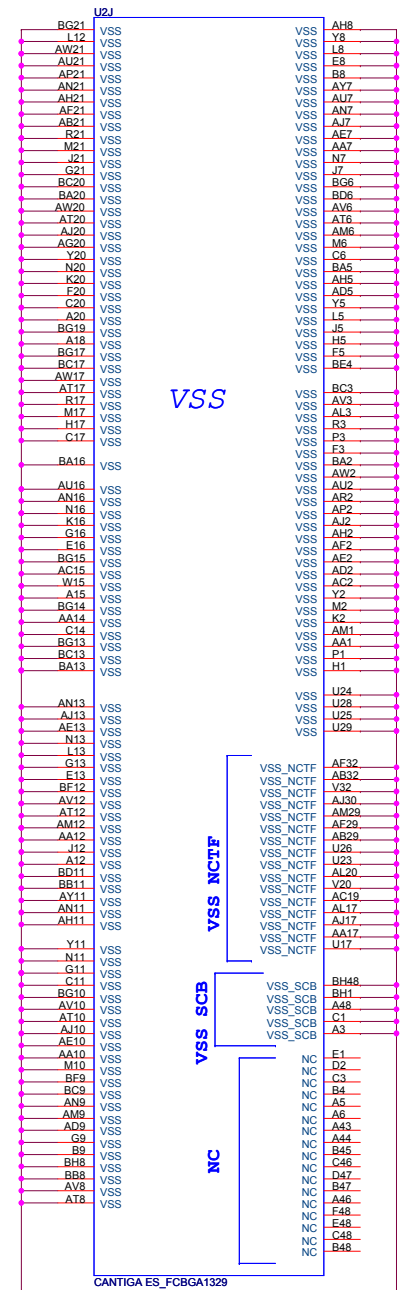 U2J
BG21 VSS VSS AH8
L12 VSS VSS Y8
AW21 VSS VSS L8
AU21 VSS VSS E8
AP21 VSS VSS B8
AN21 VSS VSS AY7
AH21 VSS VSS AU7
AF21 VSS VSS AN7
AB21 VSS VSS AJ7
R21 VSS VSS AE7
M21 VSS VSS AA7
J21 VSS VSS N7
G21 VSS VSS J7
BC20 VSS VSS BG6
BA20 VSS VSS BD6
AW20 VSS VSS AV6
AT20 VSS VSS AT6
AJ20 VSS VSS AM6
AG20 VSS VSS M6
Y20 VSS VSS C6
N20 VSS VSS BA5
K20 VSS VSS AH5
F20 VSS VSS AD5
C20 VSS VSS Y5
A20 VSS VSS L5
BG19 VSS VSS J5
A18 VSS VSS H5
BG17 VSS VSS F5
BC17 VSS VSS BE4
AW17 VSS
AT17 VSS VSS BC3
R17 VSS VSS AV3
M17 VSS VSS AL3
H17 VSS VSS R3
C17 VSS VSS P3
VSS F3
BA16 VSS VSS BA2
VSS AW2
AU16 VSS VSS AU2
AN16 VSS VSS AR2
N16 VSS VSS AP2
K16 VSS VSS AJ2
G16 VSS VSS AH2
E16 VSS VSS AF2
BG15 VSS VSS AE2
AC15 VSS VSS AD2
W15 VSS VSS AC2
A15 VSS VSS Y2
BG14 VSS VSS M2
AA14 VSS VSS K2
C14 VSS VSS AM1
BG13 VSS VSS AA1
BC13 VSS VSS P1
BA13 VSS VSS H1
VSS U24
AN13 VSS VSS U28
AJ13 VSS VSS U25
AE13 VSS VSS U29
N13 VSS
L13 VSS
G13 VSS VSS_NCTF AF32
E13 VSS VSS_NCTF AB32
BF12 VSS VSS_NCTF V32
AV12 VSS VSS_NCTF AJ30
AT12 VSS VSS_NCTF AM29
AM12 VSS VSS_NCTF AF29
AA12 VSS VSS_NCTF AB29
J12 VSS VSS_NCTF U26
A12 VSS VSS_NCTF U23
BD11 VSS VSS_NCTF AL20
BB11 VSS VSS_NCTF V20
AY11 VSS VSS_NCTF AC19
AN11 VSS VSS_NCTF AL17
AH11 VSS VSS_NCTF AJ17
VSS_NCTF AA17
Y11 VSS VSS_NCTF U17
N11 VSS
G11 VSS
C11 VSS VSS_SCB BH48
BG10 VSS VSS_SCB BH1
AV10 VSS VSS_SCB A48
AT10 VSS VSS_SCB C1
AJ10 VSS VSS_SCB A3
AE10 VSS
AA10 VSS NC E1
M10 VSS NC D2
BF9 VSS NC C3
BC9 VSS NC B4
AN9 VSS NC A5
AM9 VSS NC A6
AD9 VSS NC A43
G9 VSS NC A44
B9 VSS NC B45
BH8 VSS NC C46
BB8 VSS NC D47
AV8 VSS NC B47
AT8 VSS NC A46
NC F48
NC E48
NC C48
NC B48
VSS
VSS NCTF
VSS SCB
NC
CANTIGA ES_FCBGA1329